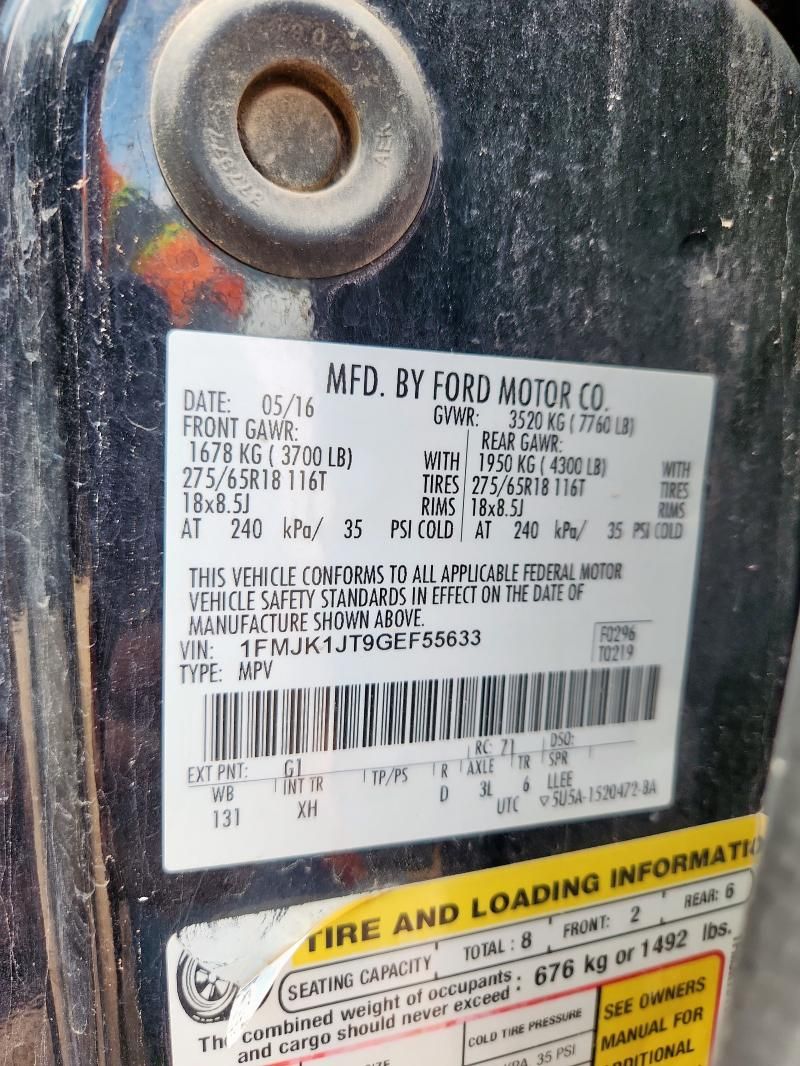 AEK
MFD. BY FORD MOTOR CO.
DATE: 05/16 GVWR: 3520 KG ( 7760 LB)
FRONT GAWR: REAR GAWR:
1678 KG ( 3700 LB) WITH 1950 KG ( 4300 LB) WITH
275/65R18 116T TIRES 275/65R18 116T TIRES
18x8.5J RIMS 18x8.5J RIMS
AT 240 kPa/ 35 PSI COLD AT 240 kPa/ 35 PSI COLD
THIS VEHICLE CONFORMS TO ALL APPLICABLE FEDERAL MOTOR
VEHICLE SAFETY STANDARDS IN EFFECT ON THE DATE OF
MANUFACTURE SHOWN ABOVE.
VIN: 1FMJK1JT9GEF55633 F0296
TYPE: MPV T0219
EXT PNT: G1 RC: 71 DSO:
WB INT TR TP/PS R AXLE TR SPR
131 XH D 3L 6 LLEE
UTC ▽5U5A-1520472-BA
TIRE AND LOADING INFORMATIO
SEATING CAPACITY TOTAL : 8 FRONT: 2 REAR: 6
The combined weight of occupants : 676 kg or 1492 lbs.
and cargo should never exceed :
COLD TIRE PRESSURE SEE OWNERS
35 PSI MANUAL FOR